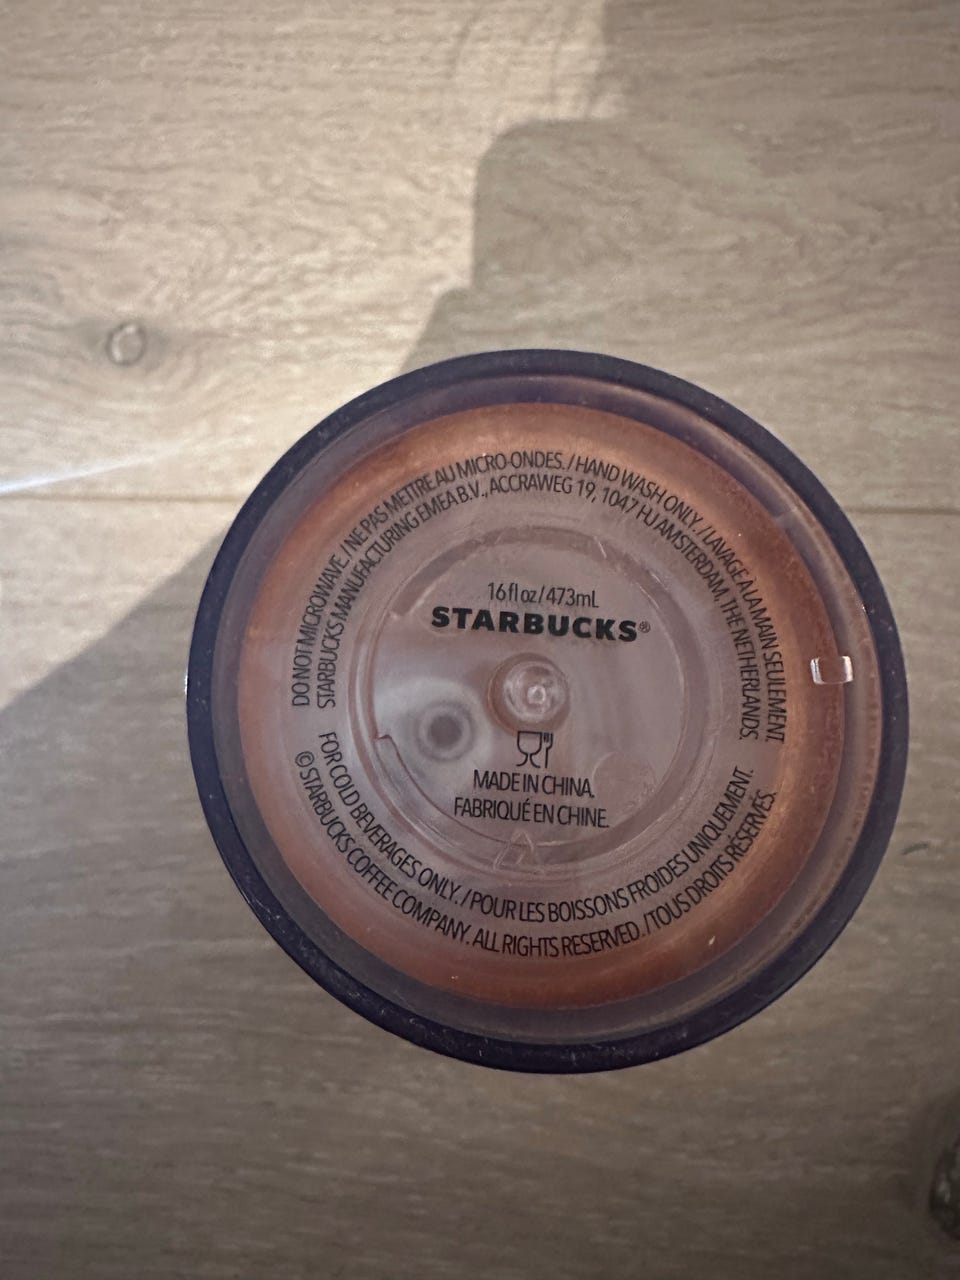 DO NOT MICROWAVE. / NE PAS METTRE AU MICRO-ONDES. / HAND WASH ONLY. / LAVAGE A LA MAIN SEULEMENT.
STARBUCKS MANUFACTURING EMEA B.V., ACCRAWEG 19, 1047 HJ AMSTERDAM, THE NETHERLANDS.
16fl oz/473mL
STARBUCKS®
MADE IN CHINA.
FABRIQUÉ EN CHINE.
FOR COLD BEVERAGES ONLY. / POUR LES BOISSONS FROIDES UNIQUEMENT.
© STARBUCKS COFFEE COMPANY. ALL RIGHTS RESERVED. / TOUS DROITS RÉSERVÉS.